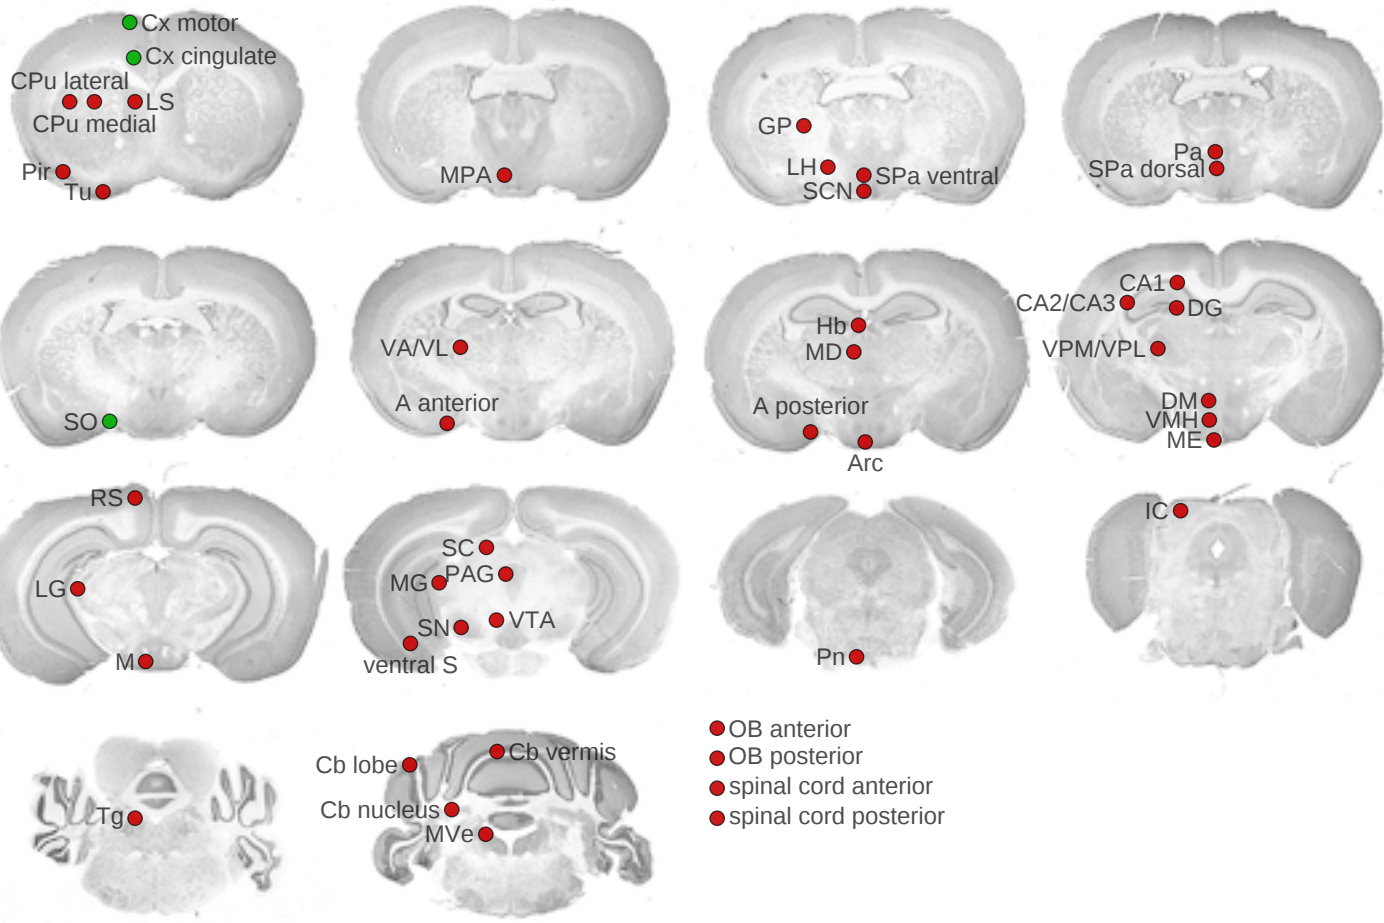 Cx motor
Cx cingulate
CPu lateral
LS
CPu medial
Pir
Tu
MPA
GP
LH
SPa ventral
SCN
Pa
SPa dorsal
SO
VA/VL
A anterior
Hb
MD
A posterior
Arc
CA1
CA2/CA3
DG
VPM/VPL
DM
VMH
ME
RS
LG
M
SC
MG
PAG
SN
VTA
ventral S
Pn
IC
Tg
Cb vermis
Cb lobe
Cb nucleus
MVe
OB anterior
OB posterior
spinal cord anterior
spinal cord posterior